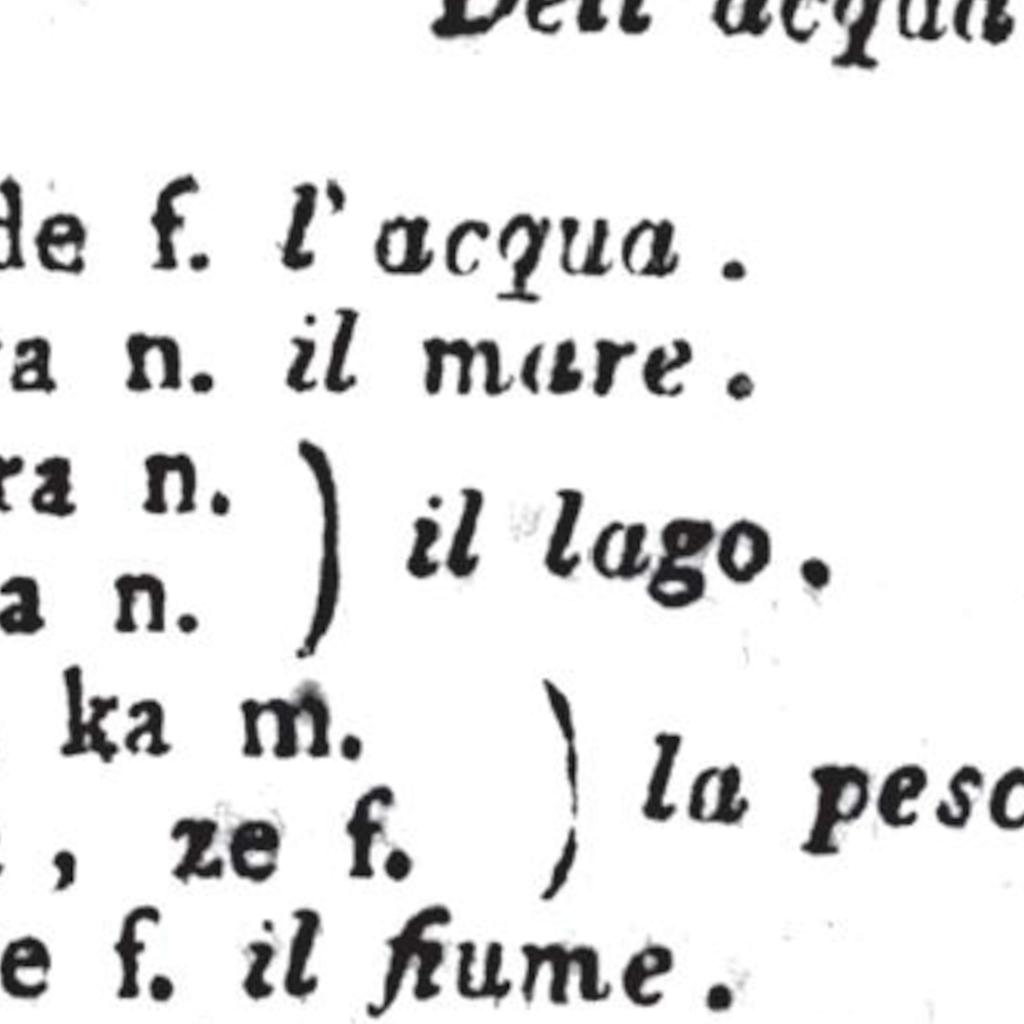 Dell' acqua
de f. l'acqua .
a n. il mare .
ra n.
a n. ) il lago .
ka m.
, ze f. ) la pesc
e f. il fiume .